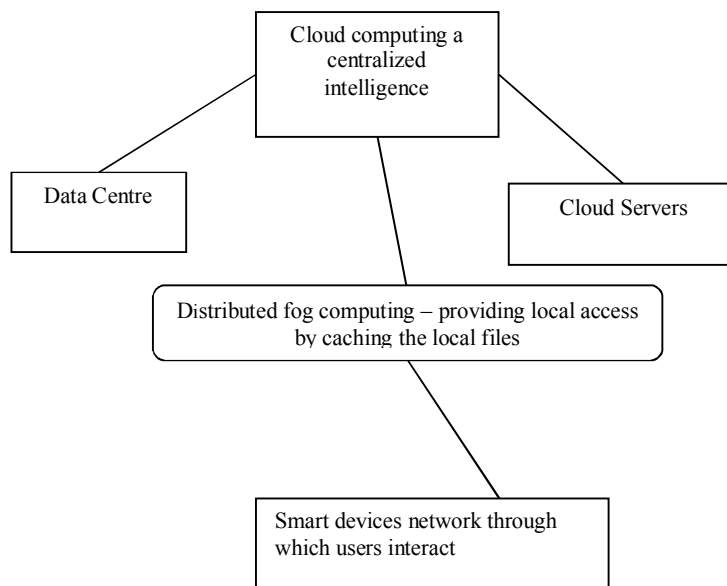 Cloud computing a
centralized
intelligence
Data Centre
Cloud Servers
Distributed fog computing – providing local access
by caching the local files
Smart devices network through
which users interact